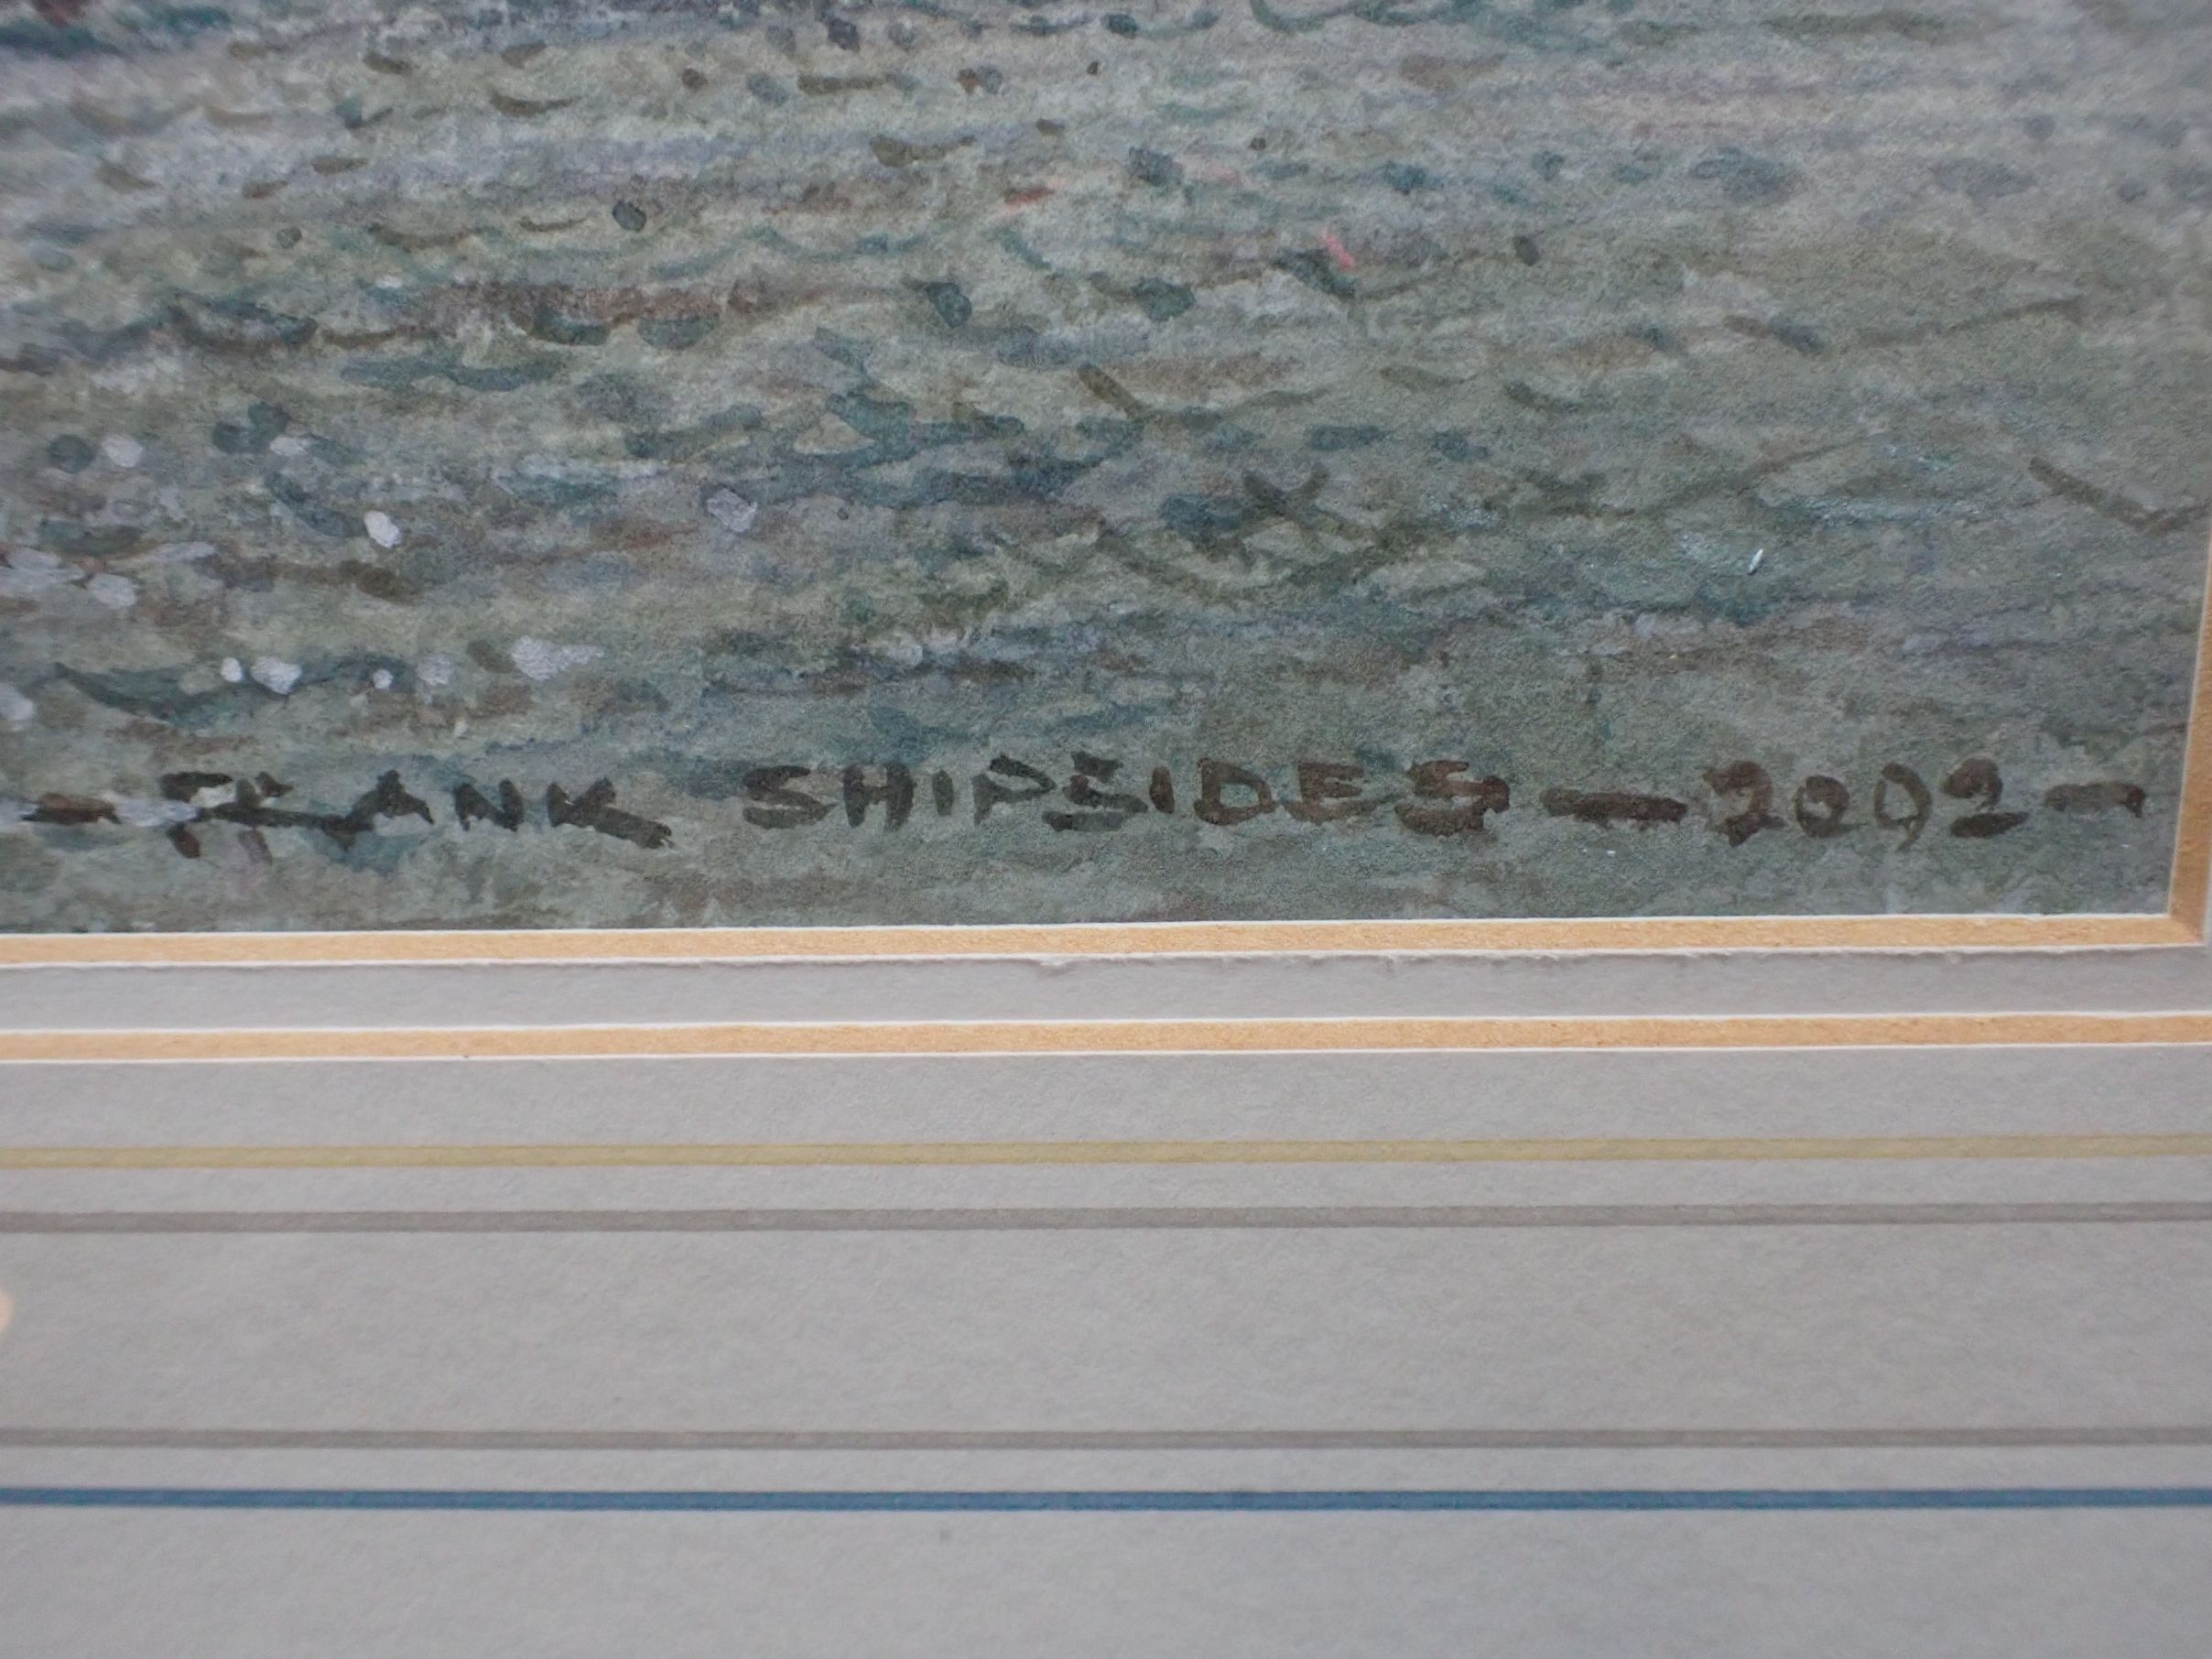 - FRANK SHIPSIDES - 2002 -